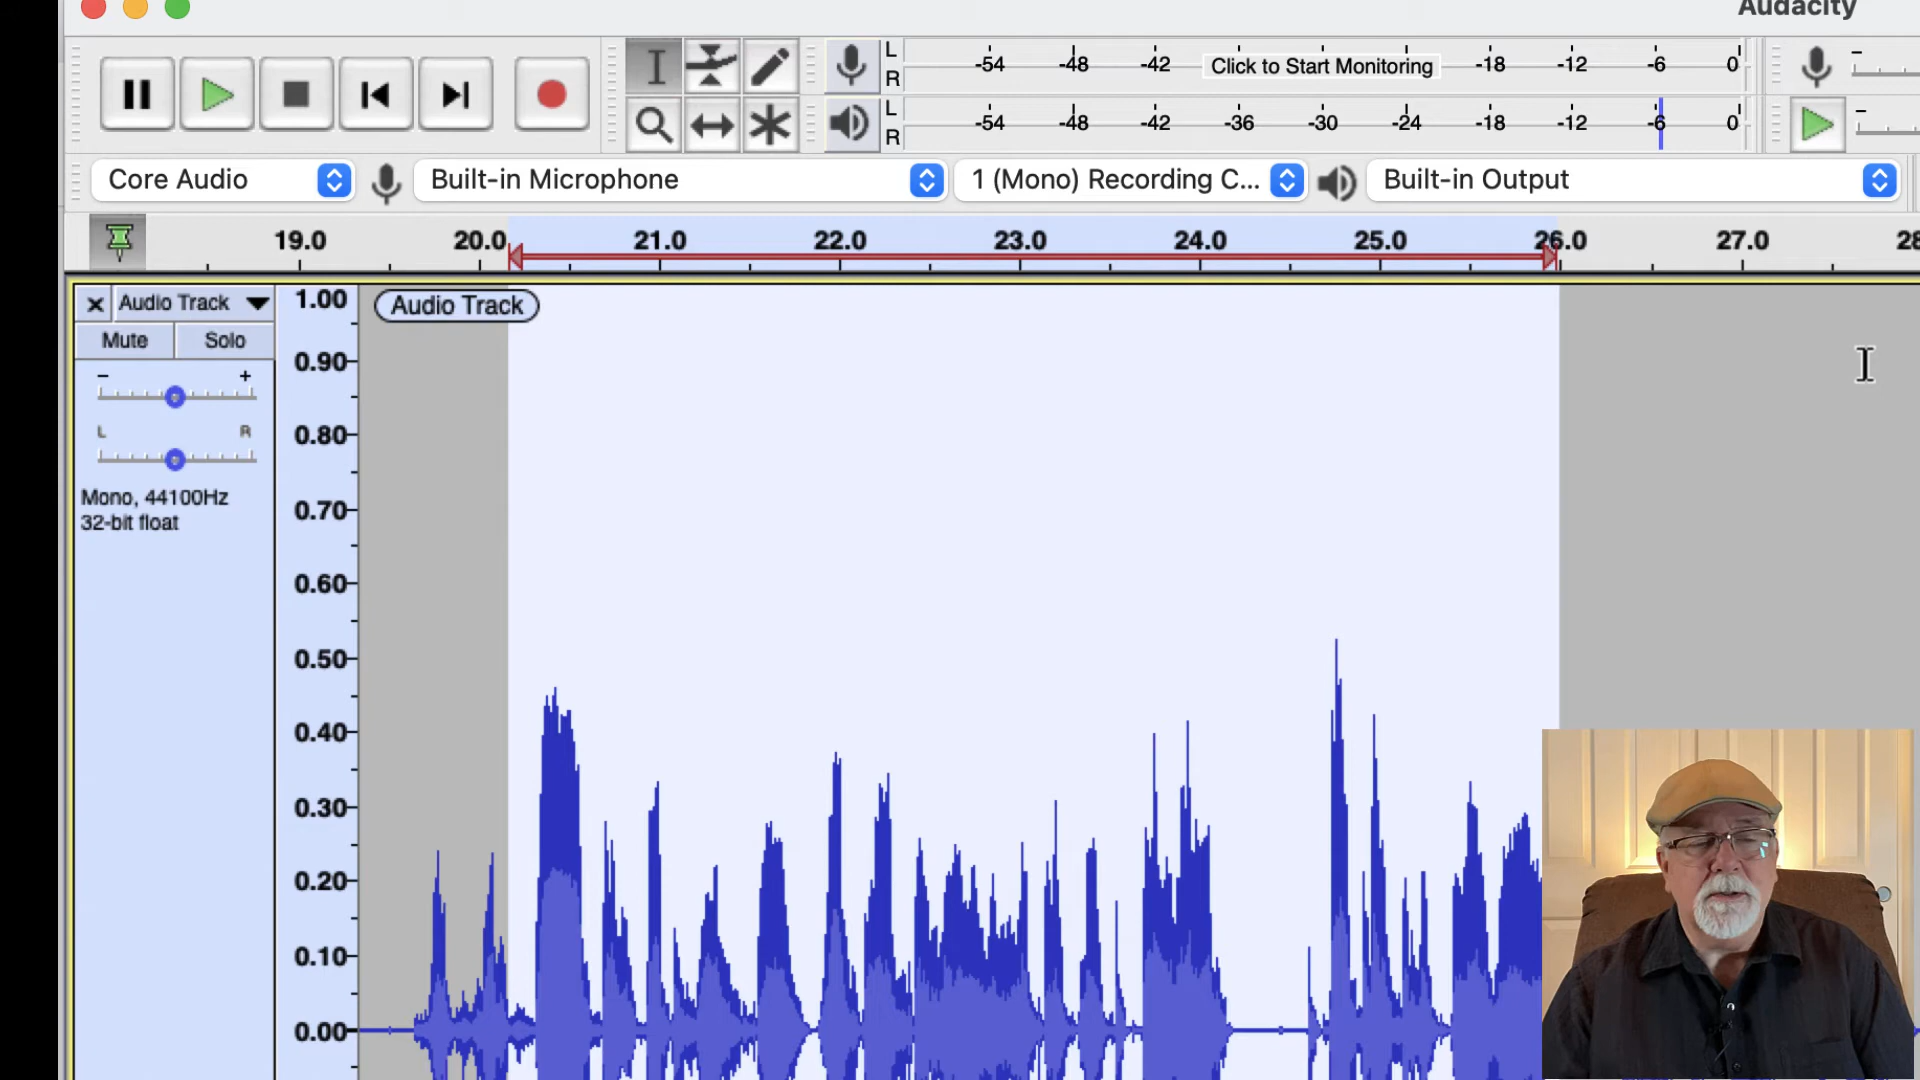 Audacity
L
-54 -48 -42 Click to Start Monitoring -18 -12 -6 0
R
L
-54 -48 -42 -36 -30 -24 -18 -12 -6 0
R
Core Audio Built-in Microphone 1 (Mono) Recording C... Built-in Output
19.0 20.0 21.0 22.0 23.0 24.0 25.0 26.0 27.0 28
Audio Track 1.00 Audio Track
Mute Solo
0.90
- +
0.80
L R
Mono, 44100Hz
0.70
32-bit float
0.60
0.50
0.40
0.30
0.20
0.10
0.00